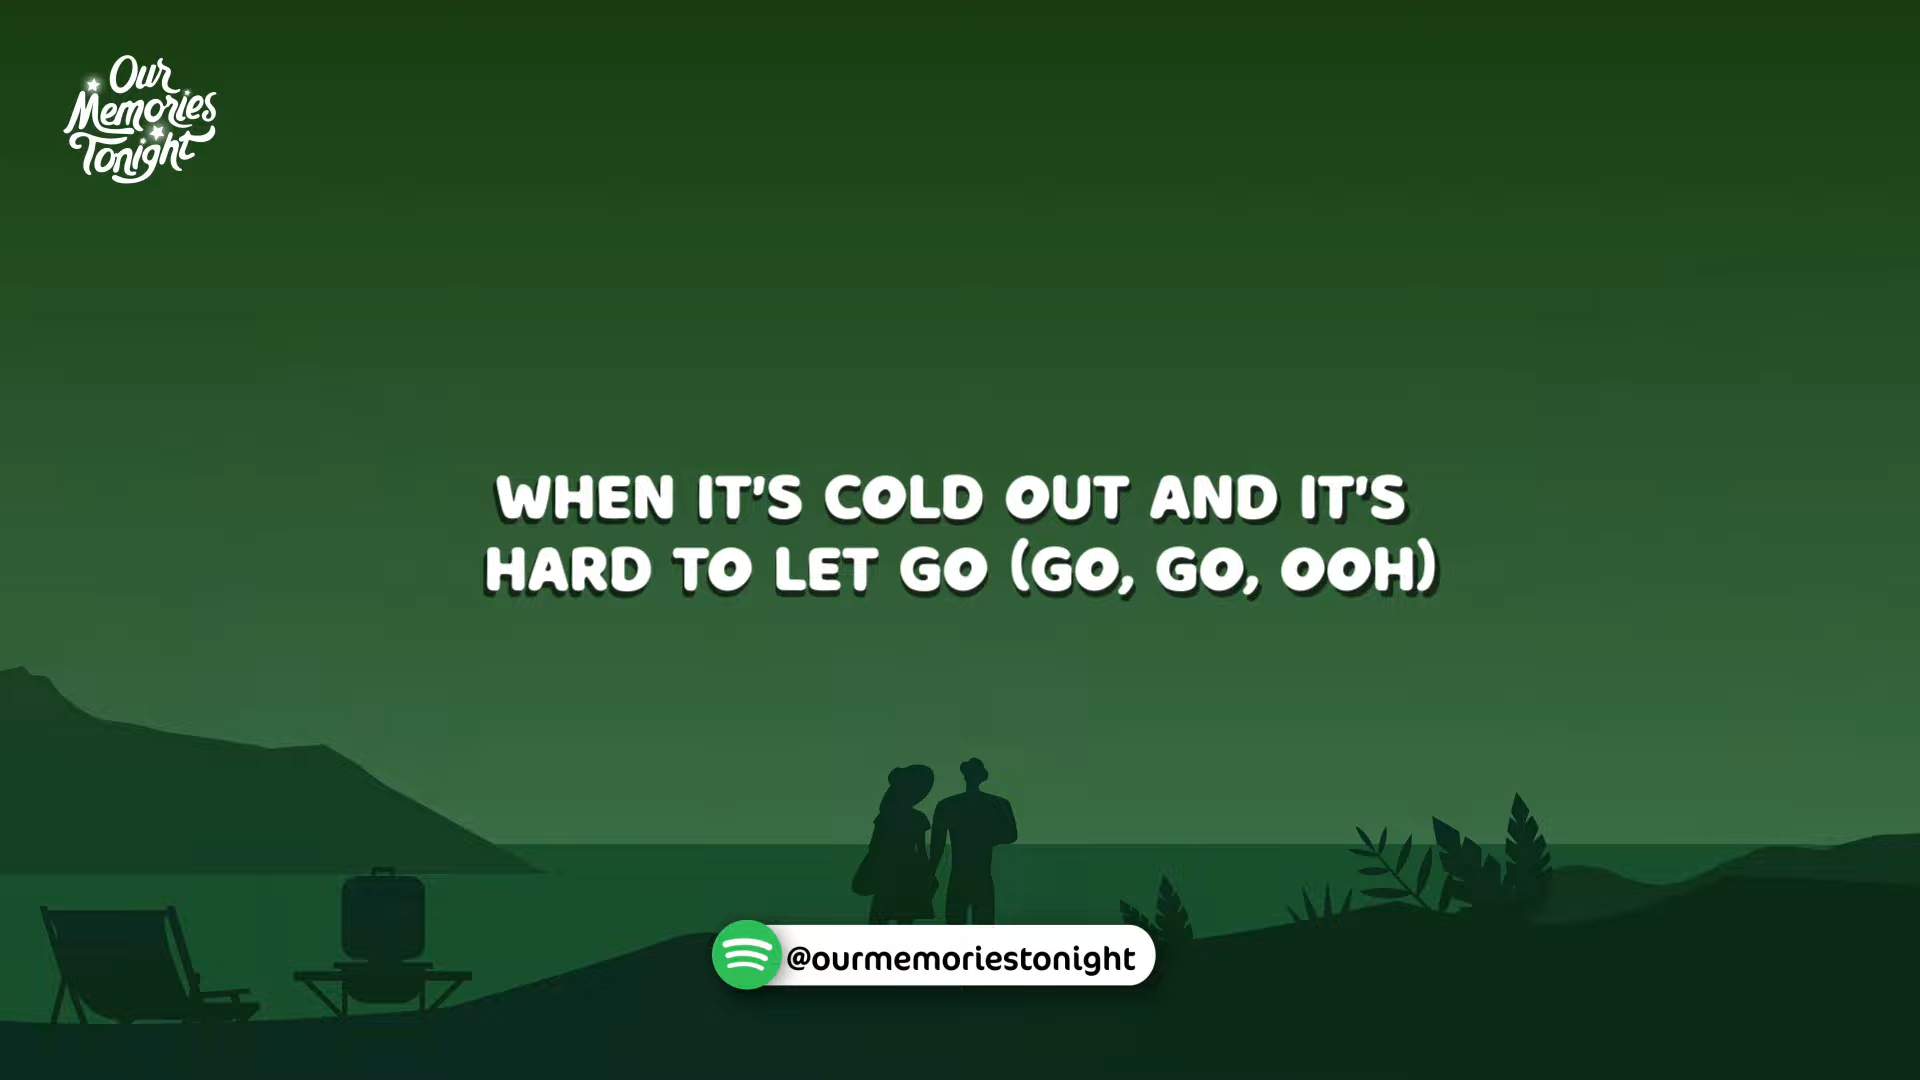 Our
Memories
Tonight
WHEN IT'S COLD OUT AND IT'S
HARD TO LET GO (GO, GO, OOH)
@ourmemoriestonight